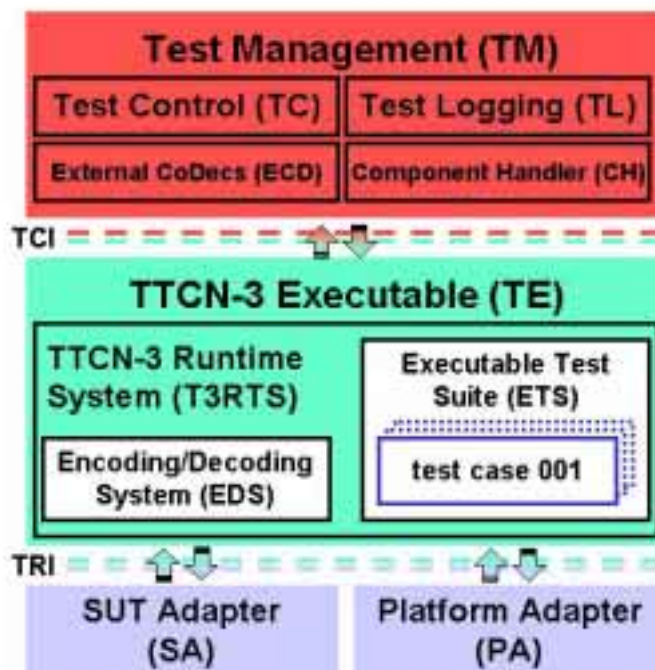 Test Management (TM)
Test Control (TC)
Test Logging (TL)
External CoDecs (ECD)
Component Handler (CH)
TCI
TTCN-3 Executable (TE)
TTCN-3 Runtime
System (T3RTS)
Encoding/Decoding
System (EDS)
Executable Test
Suite (ETS)
test case 001
TRI
SUT Adapter
(SA)
Platform Adapter
(PA)